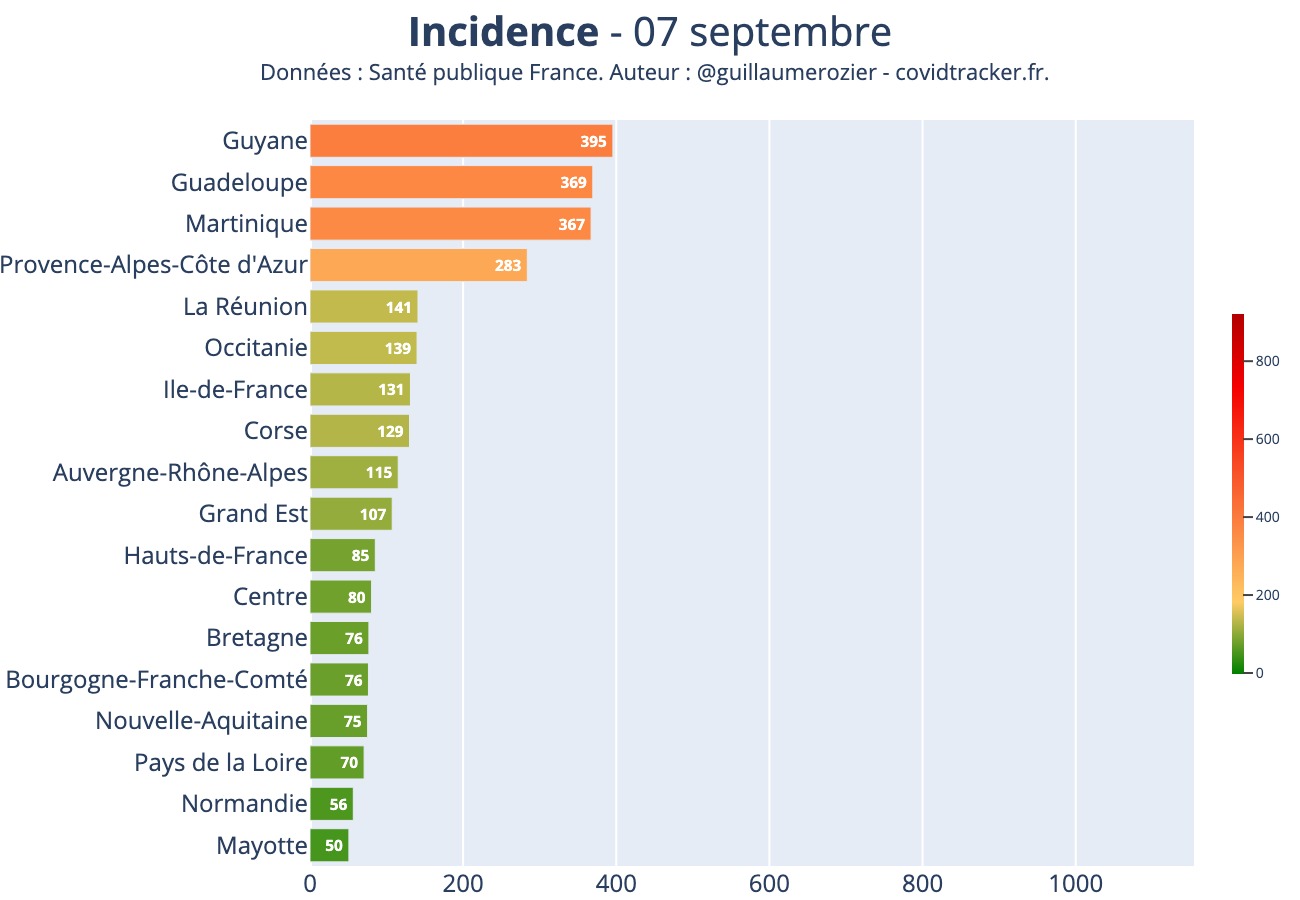 Incidence - 07 septembre
Données : Santé publique France. Auteur : @guillaumerozier - covidtracker.fr.
Guyane 395
Guadeloupe 369
Martinique 367
Provence-Alpes-Côte d'Azur 283
La Réunion 141
Occitanie 139
Ile-de-France 131
Corse 129
Auvergne-Rhône-Alpes 115
Grand Est 107
Hauts-de-France 85
Centre 80
Bretagne 76
Bourgogne-Franche-Comté 76
Nouvelle-Aquitaine 75
Pays de la Loire 70
Normandie 56
Mayotte 50
0 200 400 600 800 1000
800
600
400
200
0